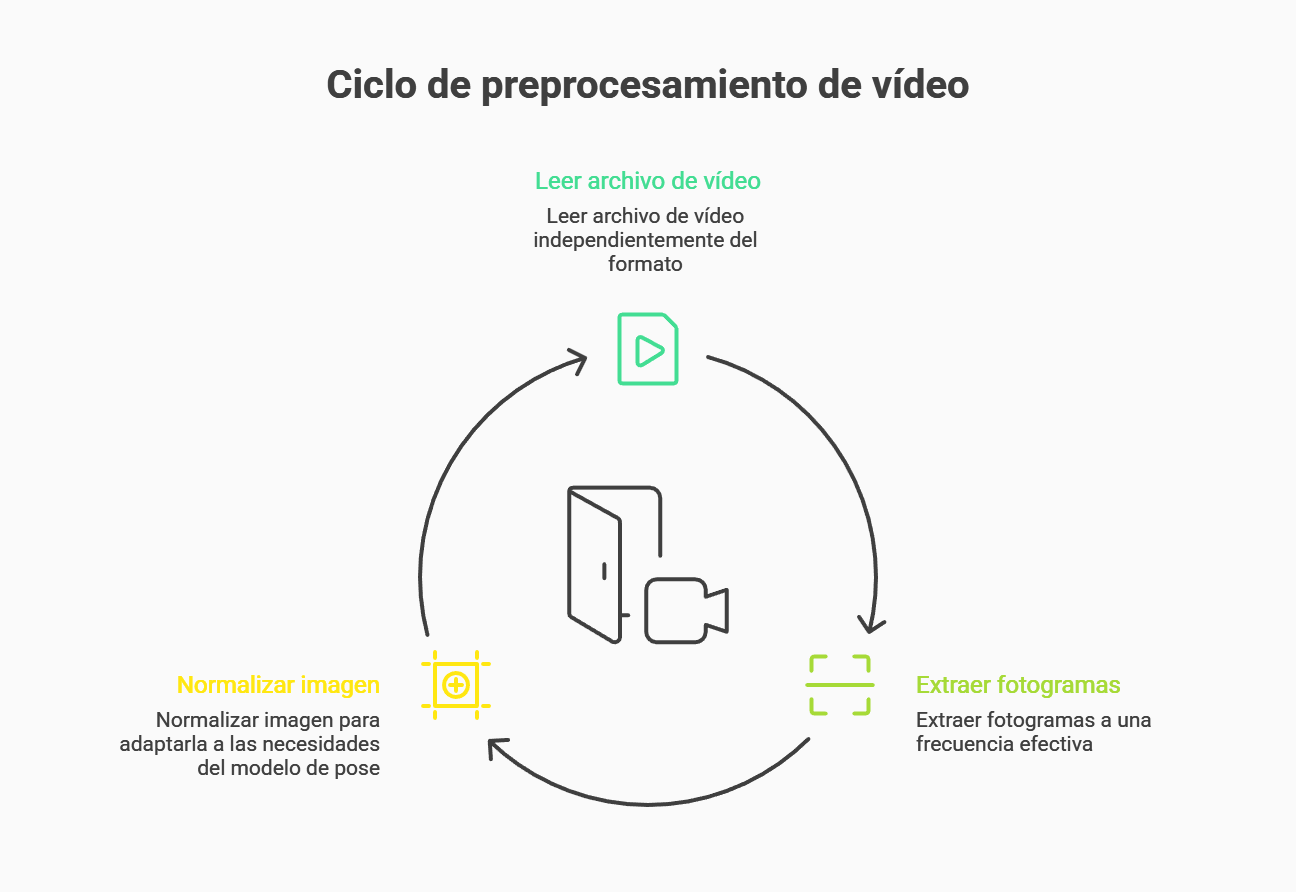 Ciclo de preprocesamiento de vídeo
Leer archivo de vídeo
Leer archivo de vídeo
independientemente del
formato
Normalizar imagen
Normalizar imagen para
adaptarla a las necesidades
del modelo de pose
Extraer fotogramas
Extraer fotogramas a una
frecuencia efectiva